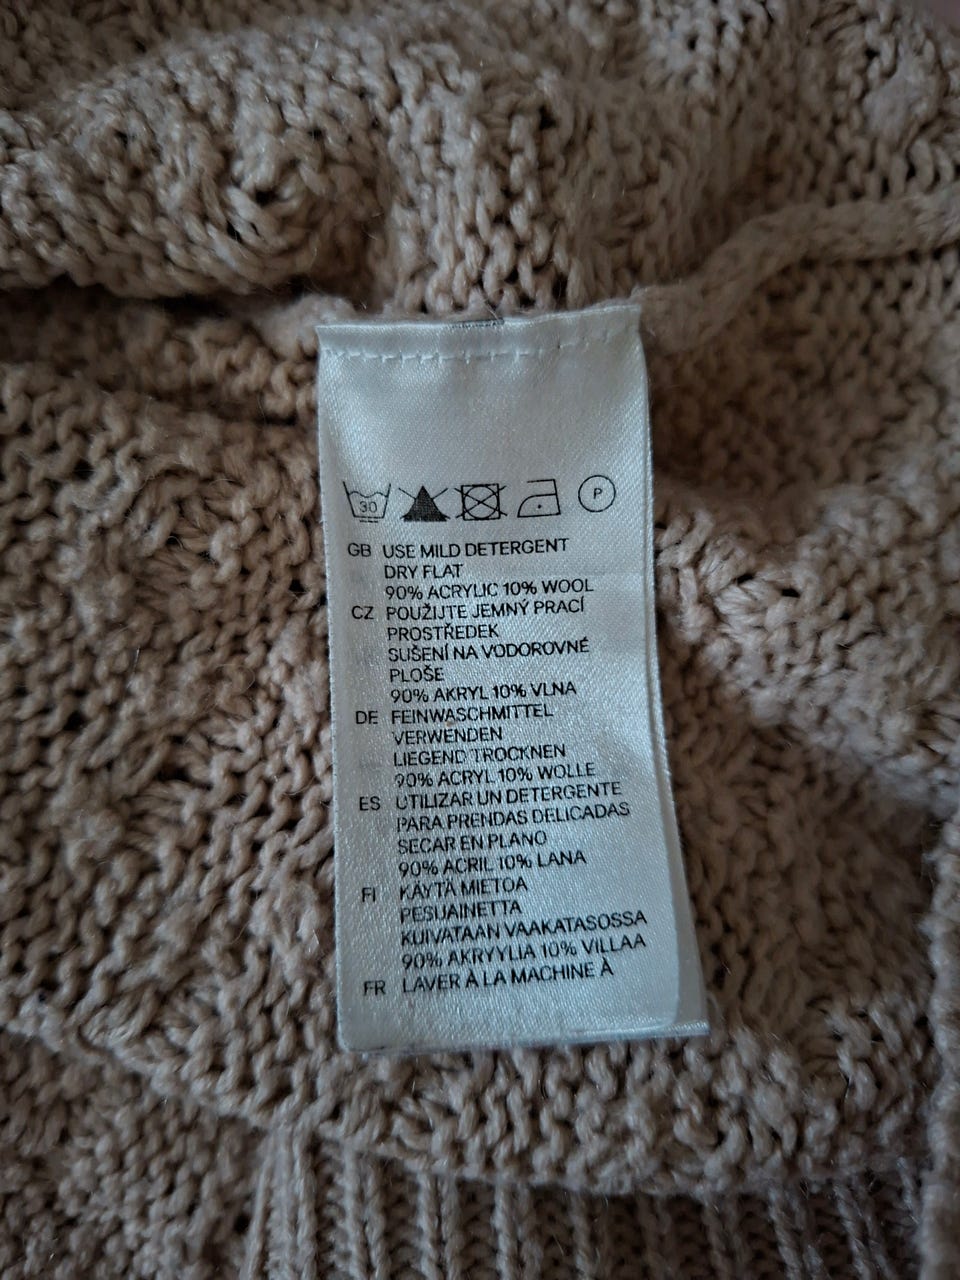 30 P
GB USE MILD DETERGENT
DRY FLAT
90% ACRYLIC 10% WOOL
CZ POUŽIJTE JEMNÝ PRACÍ
PROSTŘEDEK
SUŠENÍ NA VODOROVNÉ
PLOŠE
90% AKRYL 10% VLNA
DE FEINWASCHMITTEL
VERWENDEN
LIEGEND TROCKNEN
90% ACRYL 10% WOLLE
ES UTILIZAR UN DETERGENTE
PARA PRENDAS DELICADAS
SECAR EN PLANO
90% ACRIL 10% LANA
FI KÄYTÄ MIETOA
PESUAINETTA
KUIVATAAN VAAKATASOSSA
90% AKRYYLIA 10% VILLAA
FR LAVER À LA MACHINE À